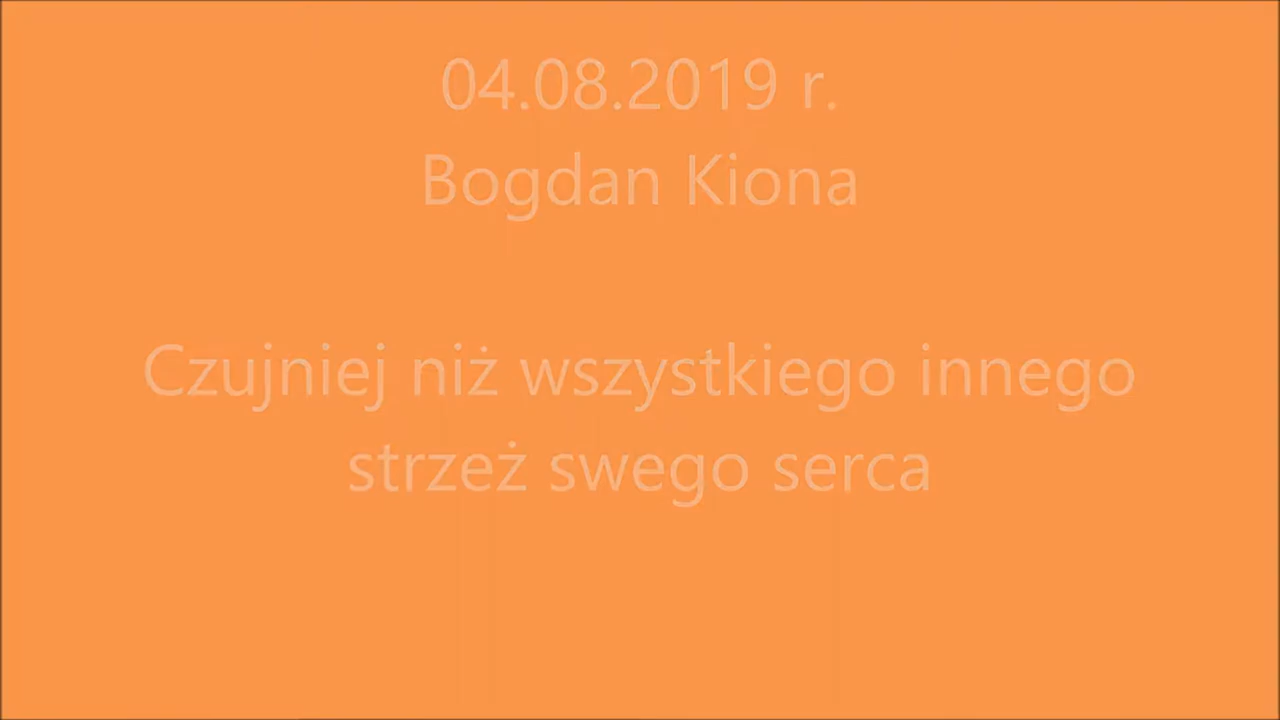 04.08.2019 r.
Bogdan Kiona
Czujniej niż wszystkiego innego
strzeż swego serca